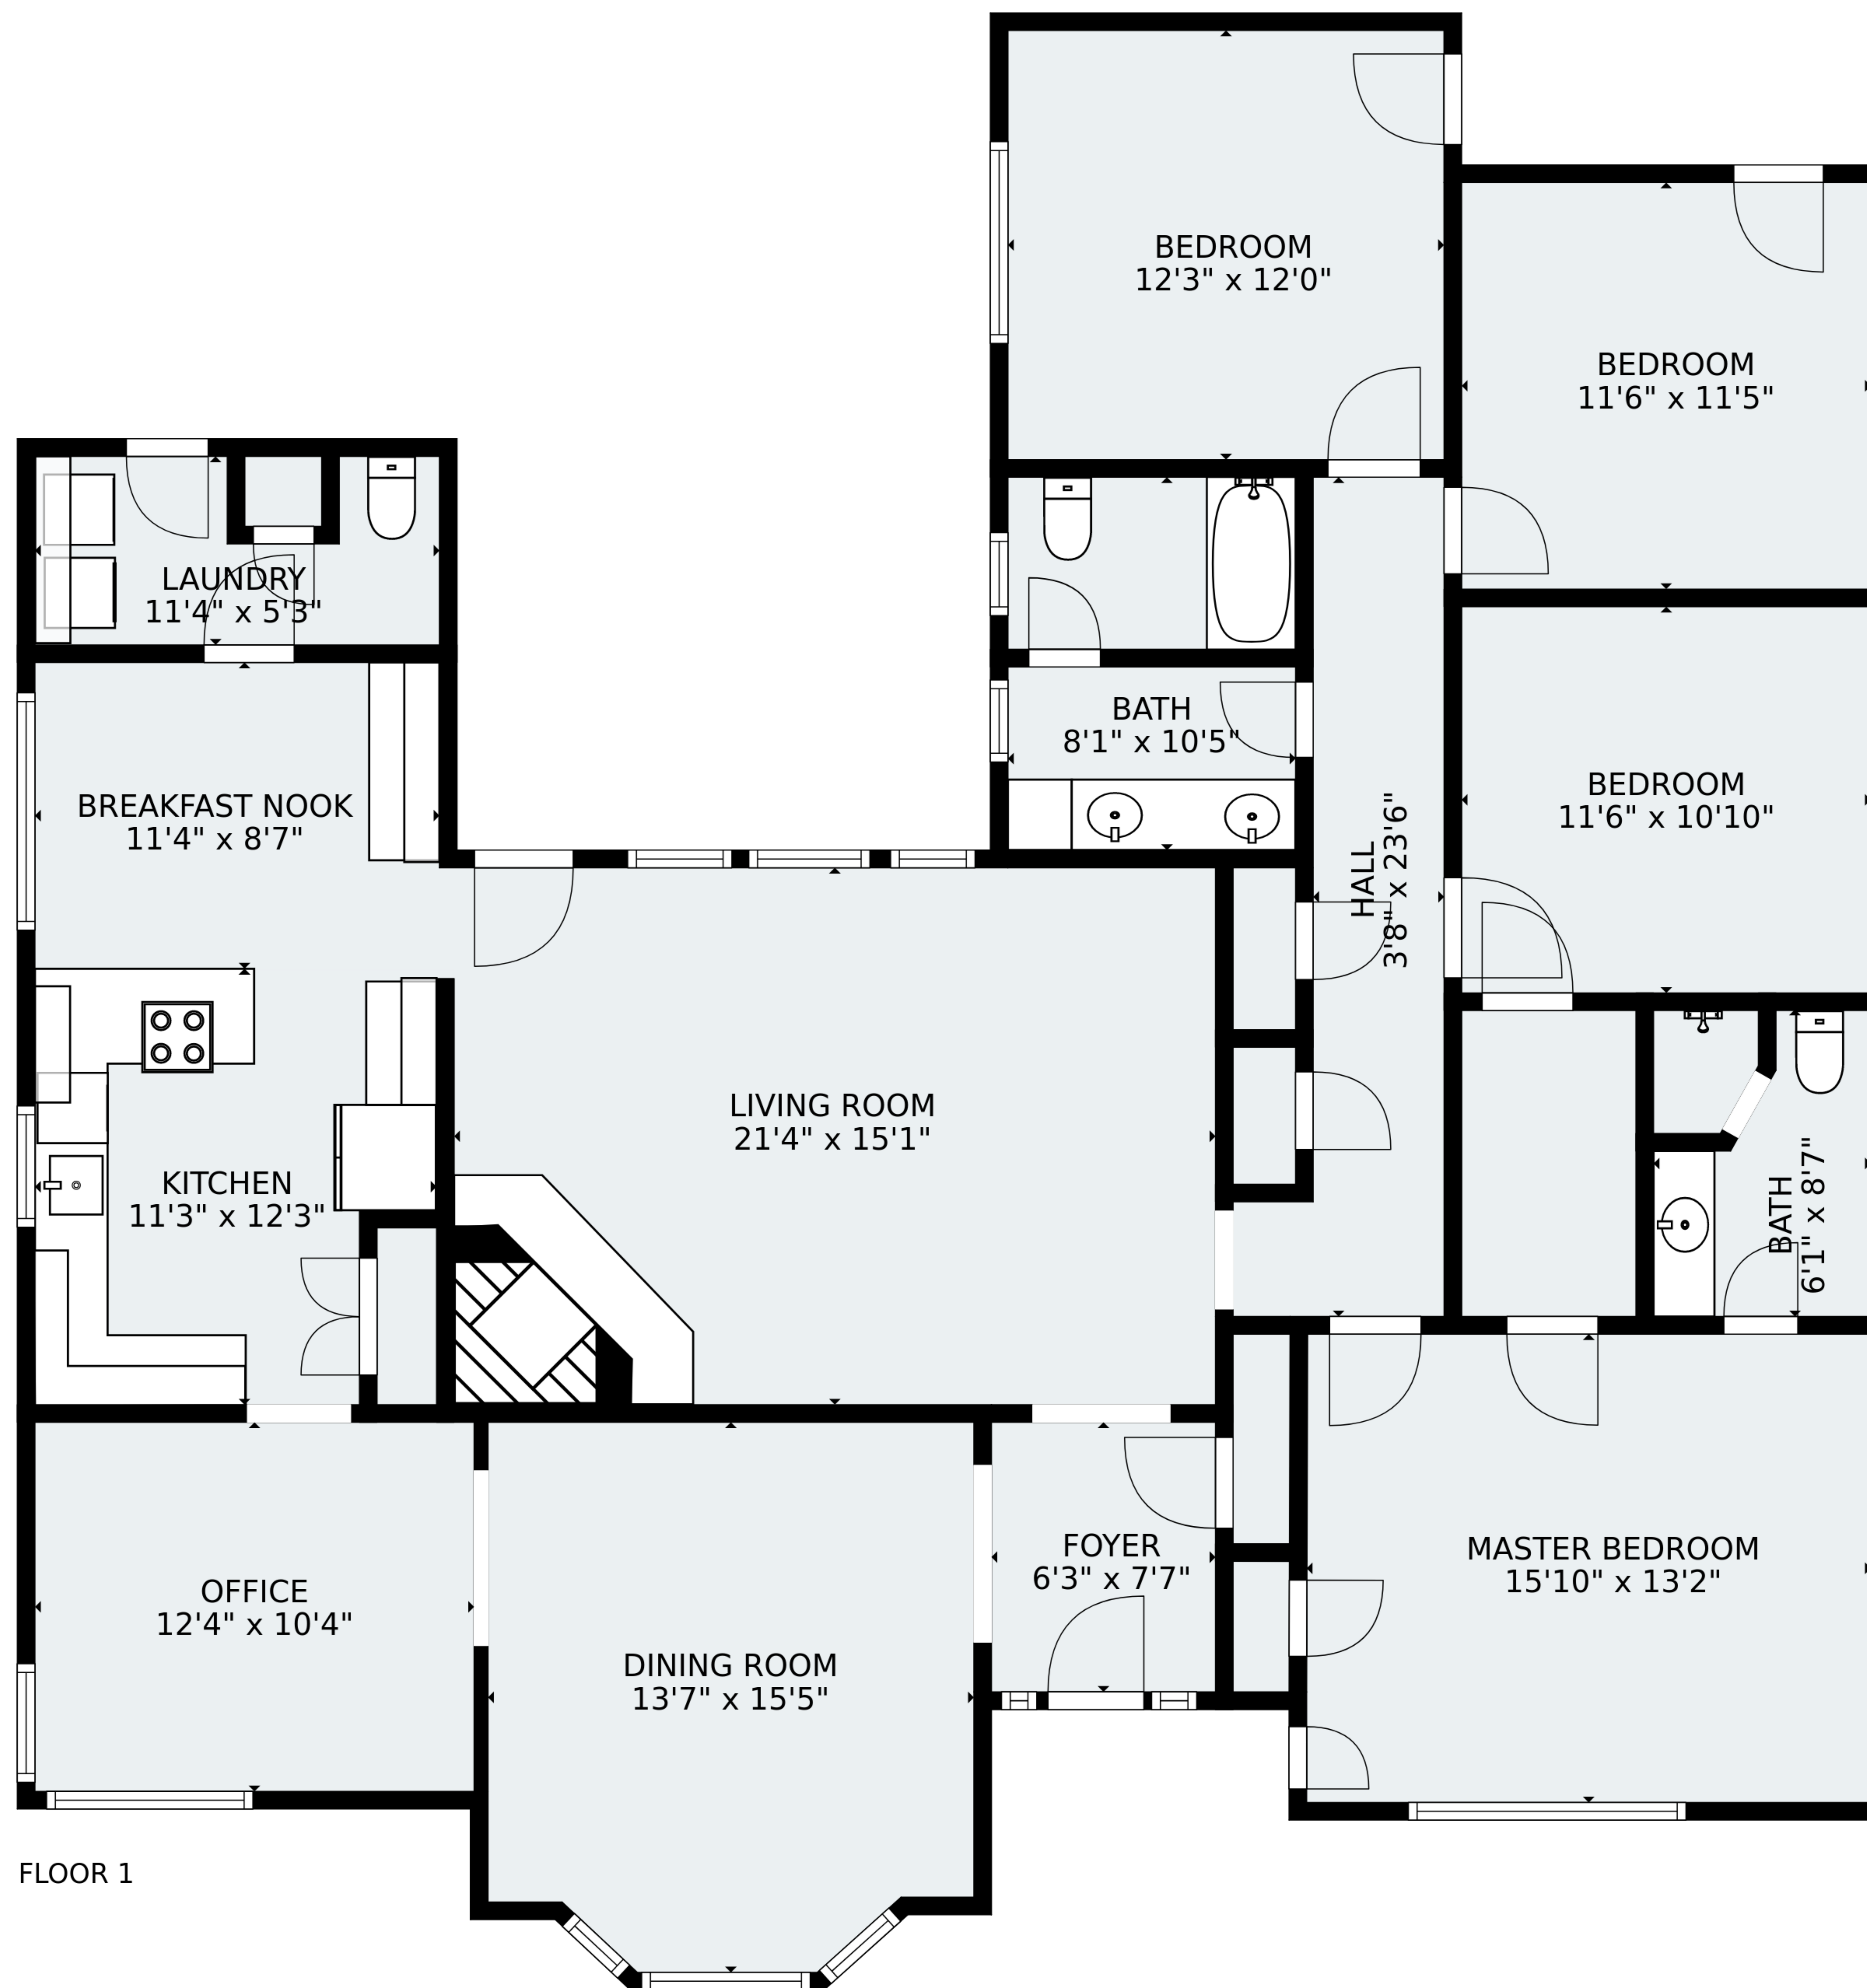 BEDROOM
12'3" x 12'0"
BEDROOM
11'6" x 11'5"
LAUNDRY
11'4" x 5'3"
BATH
8'1" x 10'5"
BREAKFAST NOOK
11'4" x 8'7"
HALL
3'8" x 23'6"
BEDROOM
11'6" x 10'10"
LIVING ROOM
21'4" x 15'1"
KITCHEN
11'3" x 12'3"
BATH
6'1" x 8'7"
OFFICE
12'4" x 10'4"
DINING ROOM
13'7" x 15'5"
FOYER
6'3" x 7'7"
MASTER BEDROOM
15'10" x 13'2"
FLOOR 1